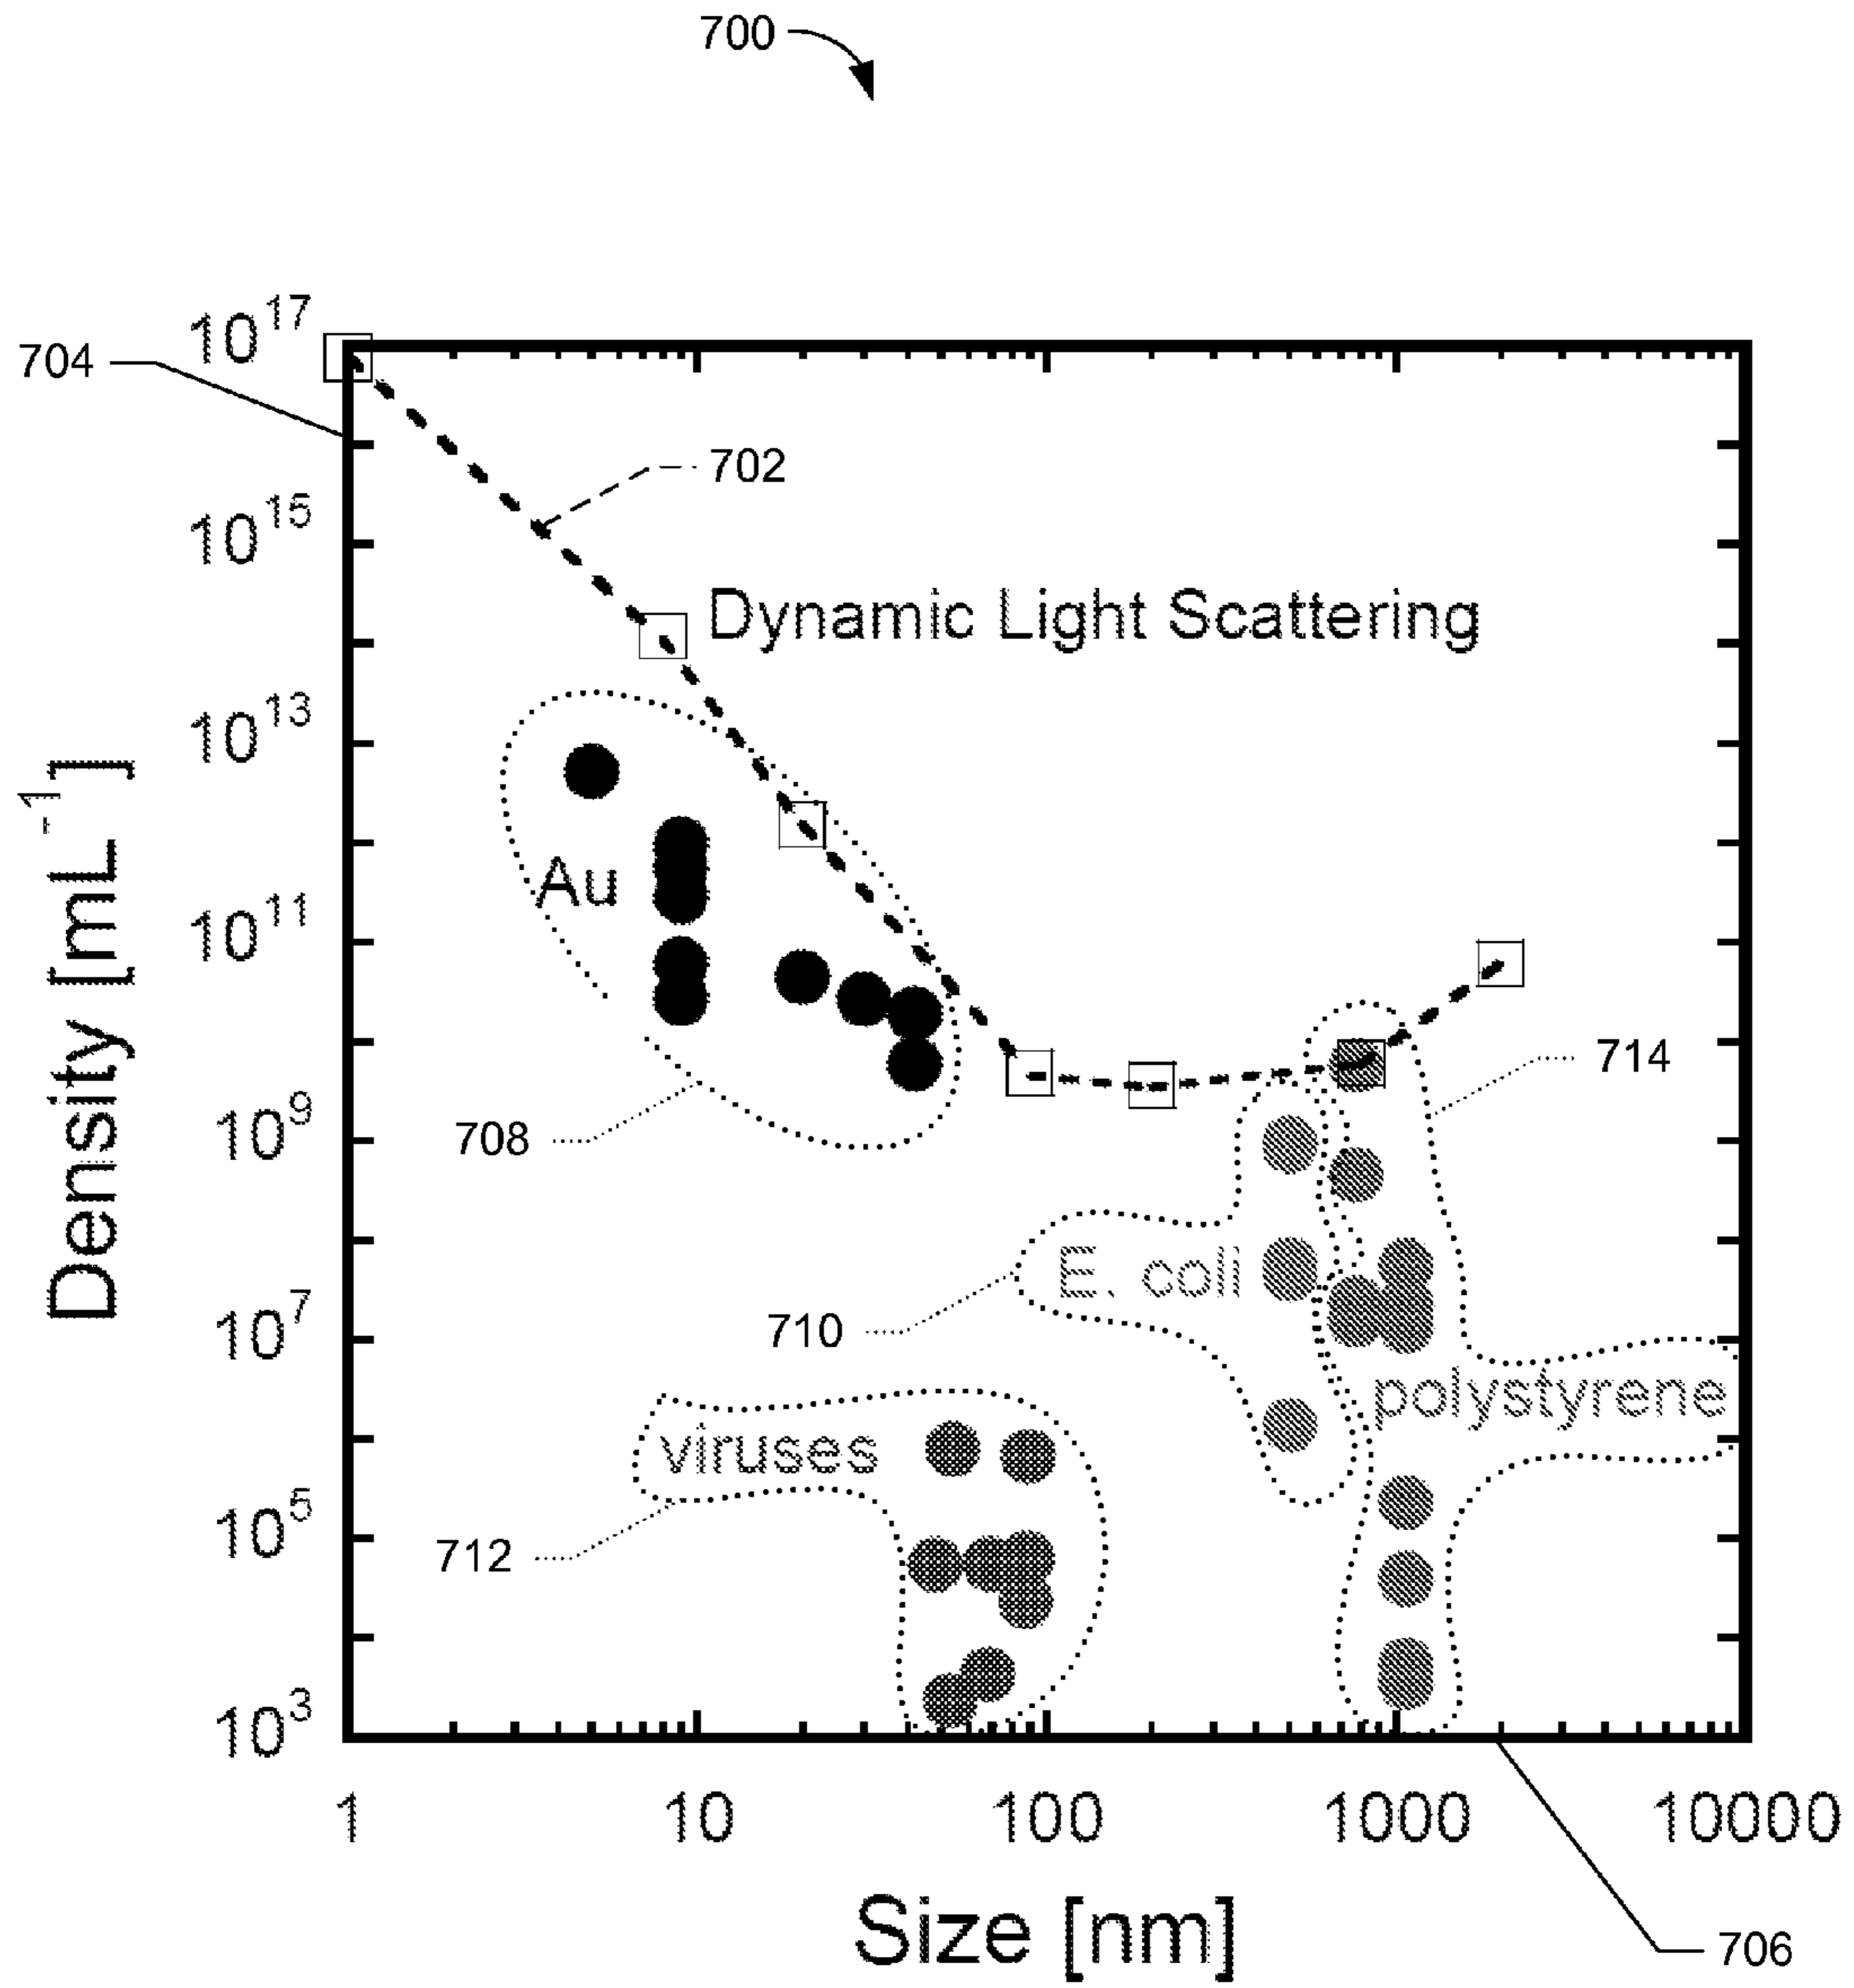 700
10^17
704
702
10^15
Dynamic Light Scattering
10^13
Au
10^11
714
10^9
708
E. coli
710
10^7
polystyrene
viruses
10^5
712
10^3
Density [mL^-1]
1 10 100 1000 10000
Size [nm]
706